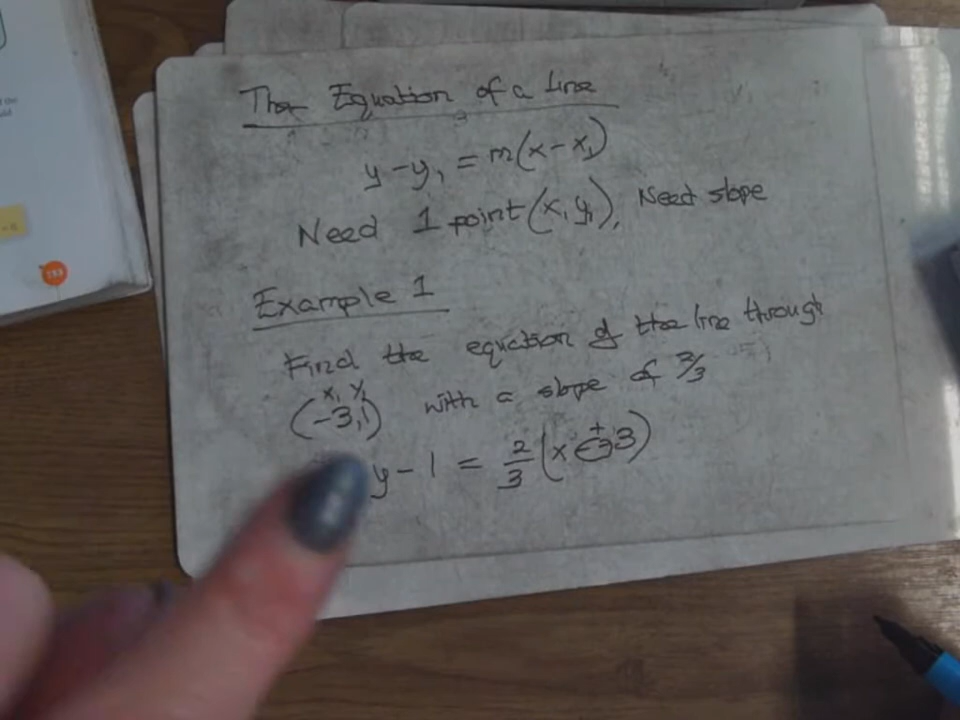 The Equation of a Line
y - y₁ = m(x - x₁)
Need 1 point (x₁ y₁), Need slope
Example 1
Find the equation of the line through
x₁ y₁
(-3, 1) with a slope of 2/3
y - 1 = 2/3 (x + 3)
133